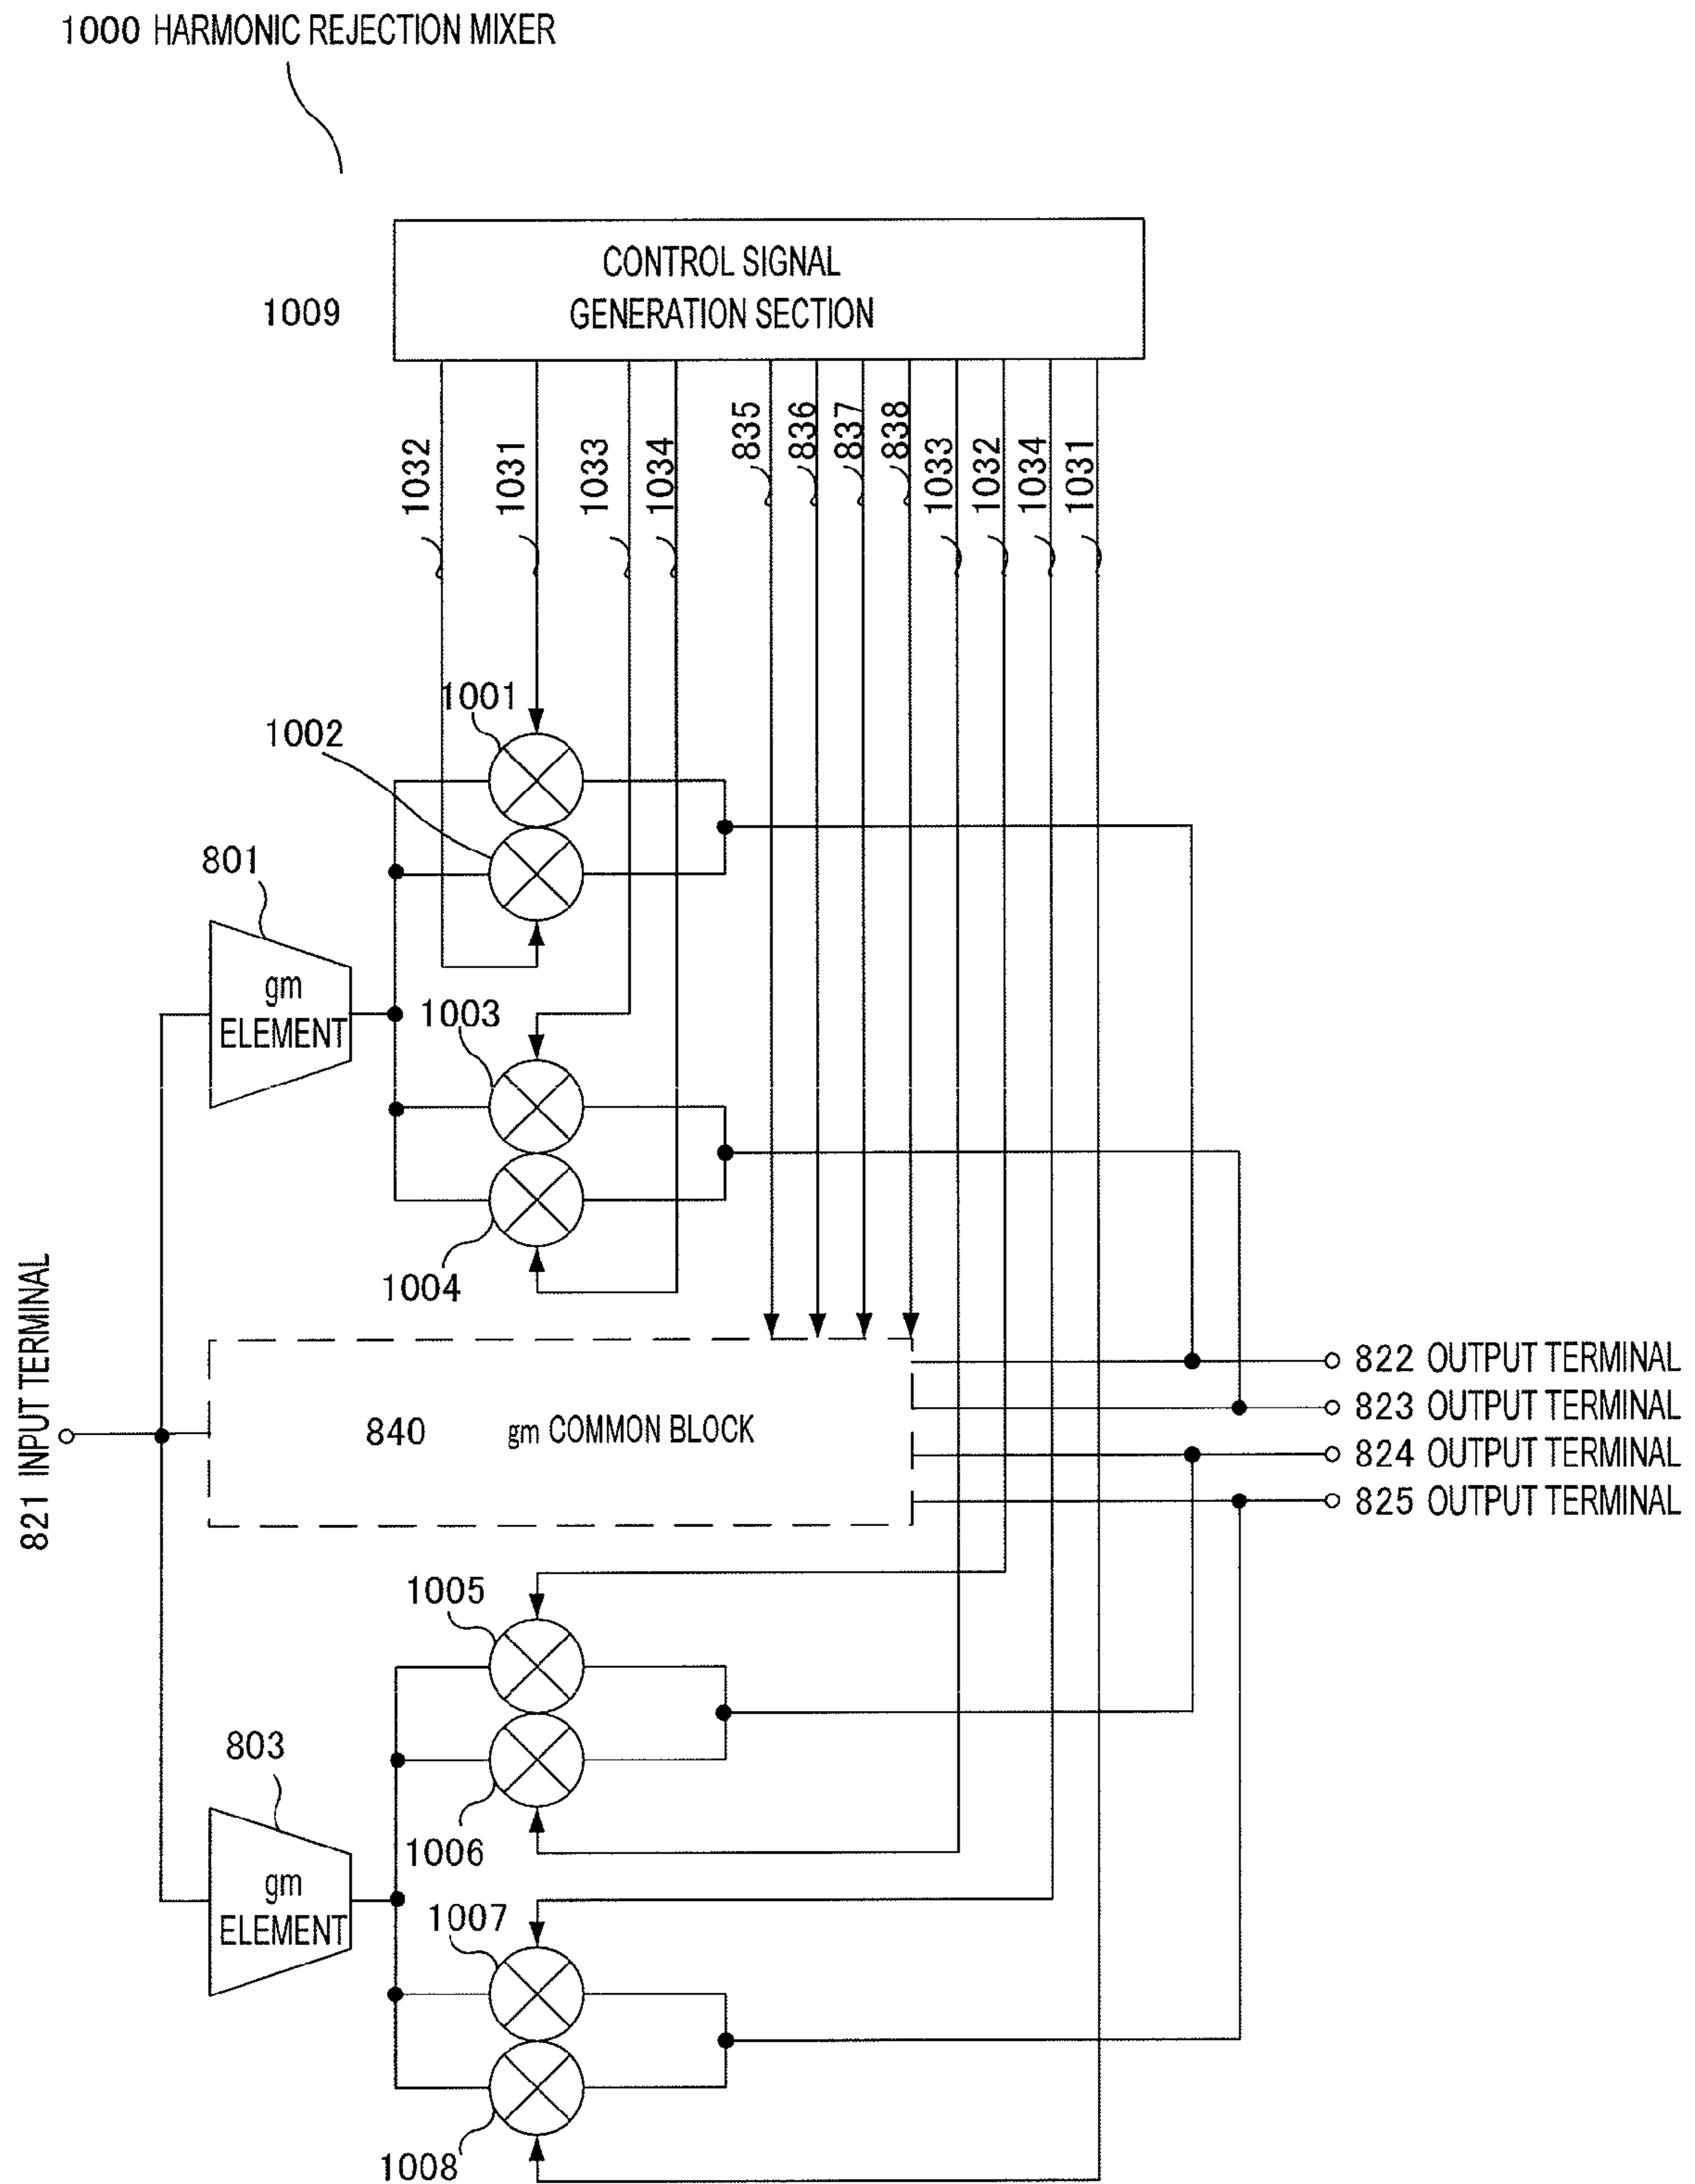 1000 HARMONIC REJECTION MIXER
CONTROL SIGNAL
GENERATION SECTION
1009
1032
1031
1033
1034
835
836
837
838
1033
1032
1034
1031
1001
1002
801
gm
ELEMENT
1003
1004
821 INPUT TERMINAL
840 gm COMMON BLOCK
822 OUTPUT TERMINAL
823 OUTPUT TERMINAL
824 OUTPUT TERMINAL
825 OUTPUT TERMINAL
1005
803
1006
gm
ELEMENT
1007
1008